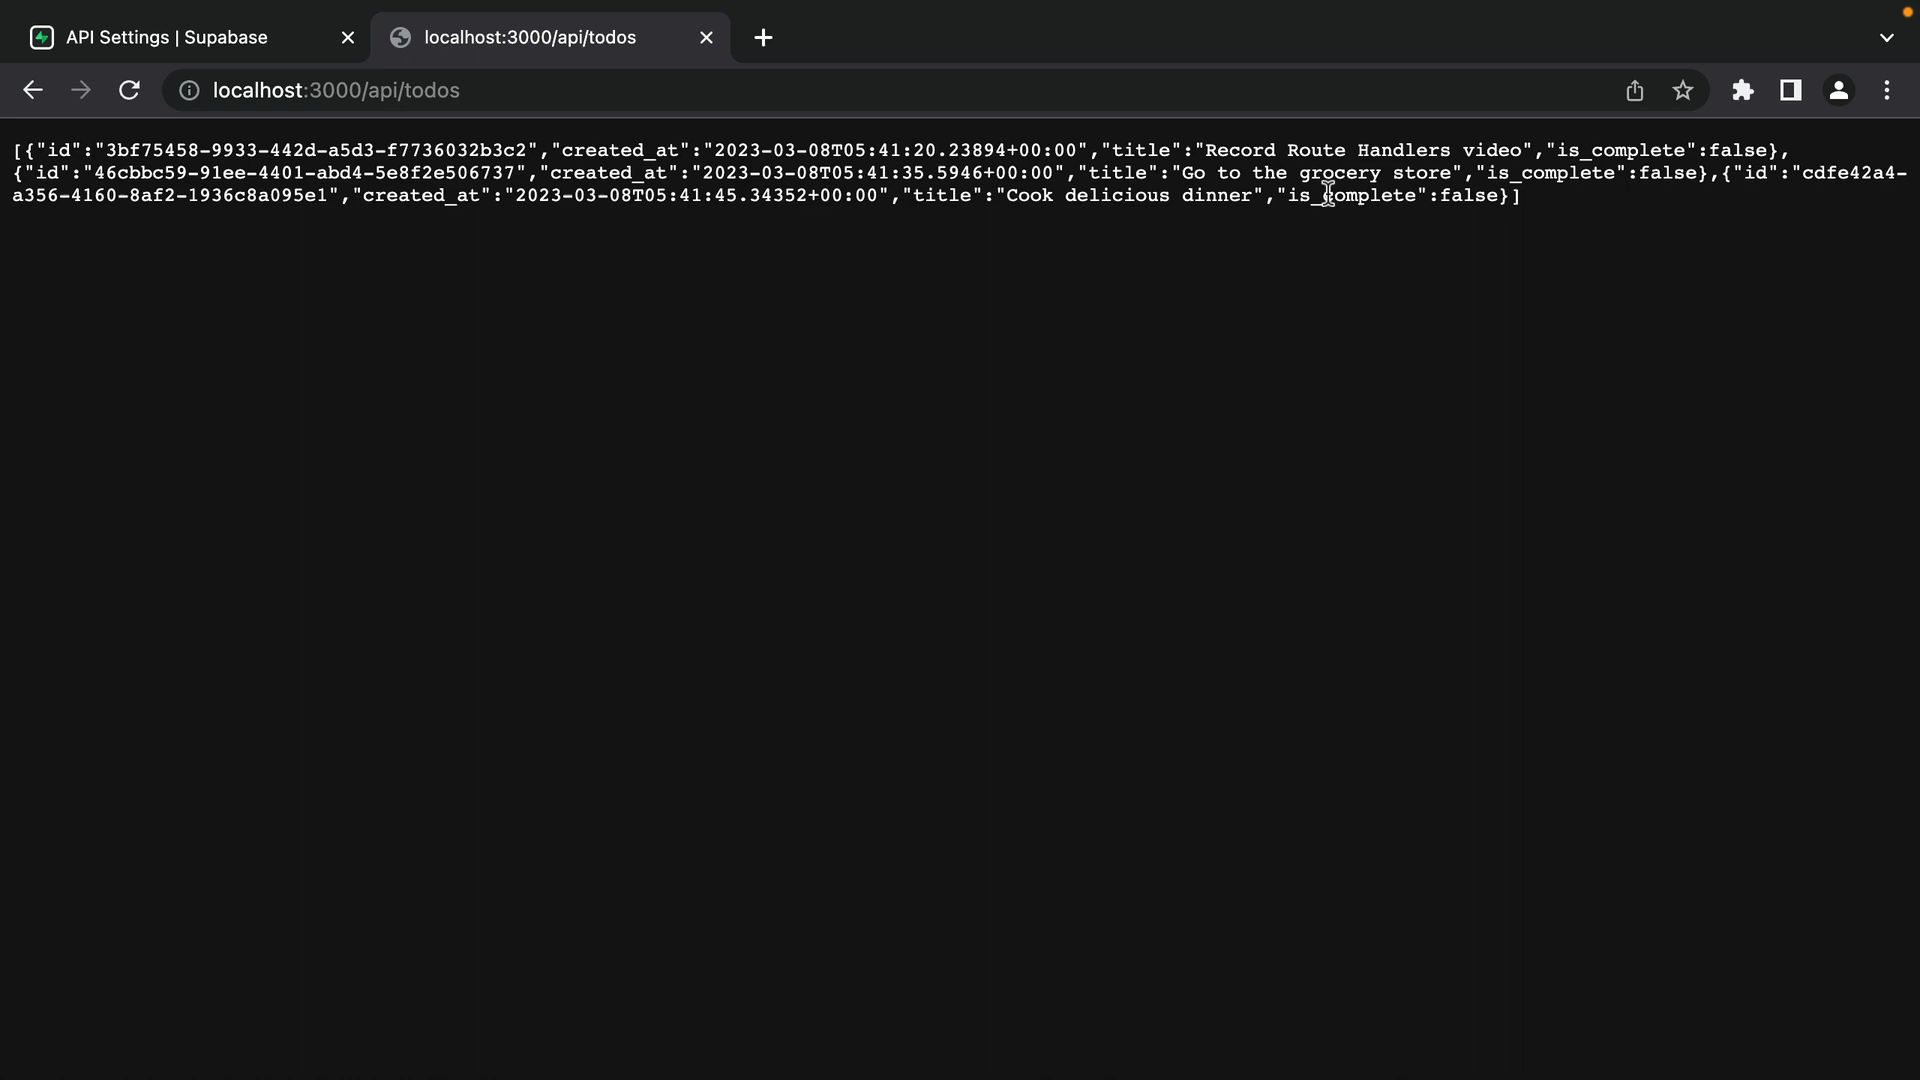 API Settings | Supabase
localhost:3000/api/todos
localhost:3000/api/todos
[{"id":"3bf75458-9933-442d-a5d3-f7736032b3c2","created_at":"2023-03-08T05:41:20.23894+00:00","title":"Record Route Handlers video","is_complete":false},
{"id":"46cbbc59-91ee-4401-abd4-5e8f2e506737","created_at":"2023-03-08T05:41:35.5946+00:00","title":"Go to the grocery store","is_complete":false},{"id":"cdfe42a4-
a356-4160-8af2-1936c8a095e1","created_at":"2023-03-08T05:41:45.34352+00:00","title":"Cook delicious dinner","is_complete":false}]